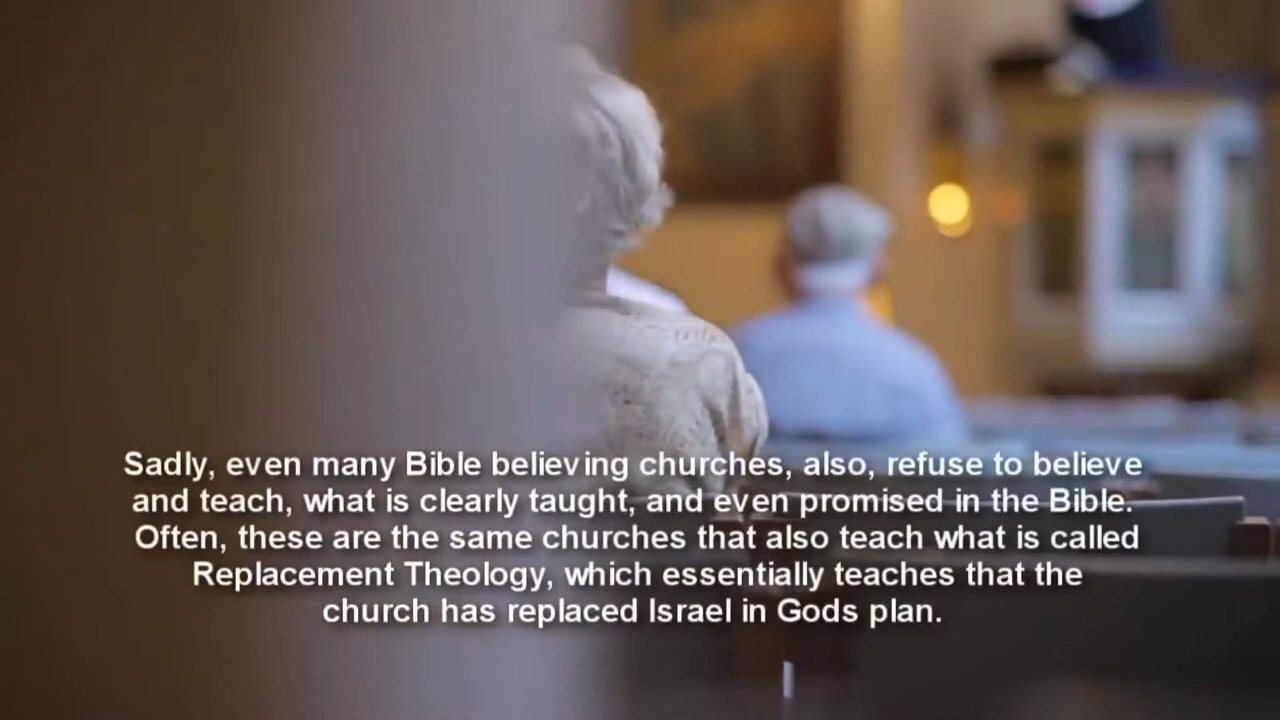 Sadly, even many Bible believing churches, also, refuse to believe
and teach, what is clearly taught, and even promised in the Bible.
Often, these are the same churches that also teach what is called
Replacement Theology, which essentially teaches that the
church has replaced Israel in Gods plan.